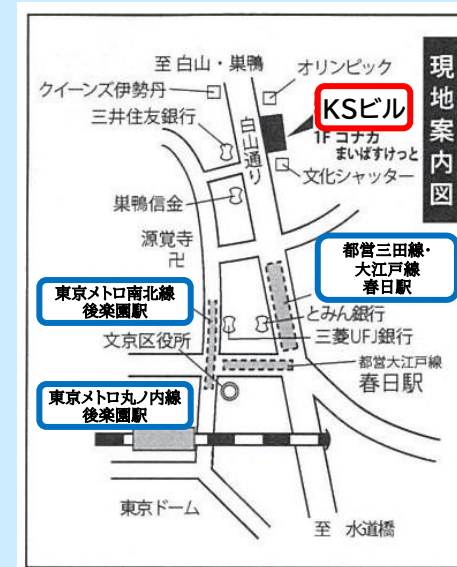 現地案内図
至 白山・巣鴨
オリンピック
クイーンズ伊勢丹
KSビル
三井住友銀行
白山通り
1F コナカ
まいばすけっと
文化シャッター
巣鴨信金
源覚寺
卍
都営三田線・
大江戸線
春日駅
東京メトロ南北線
後楽園駅
とみん銀行
三菱UFJ銀行
文京区役所
都営大江戸線
春日駅
東京メトロ丸ノ内線
後楽園駅
東京ドーム
至 水道橋